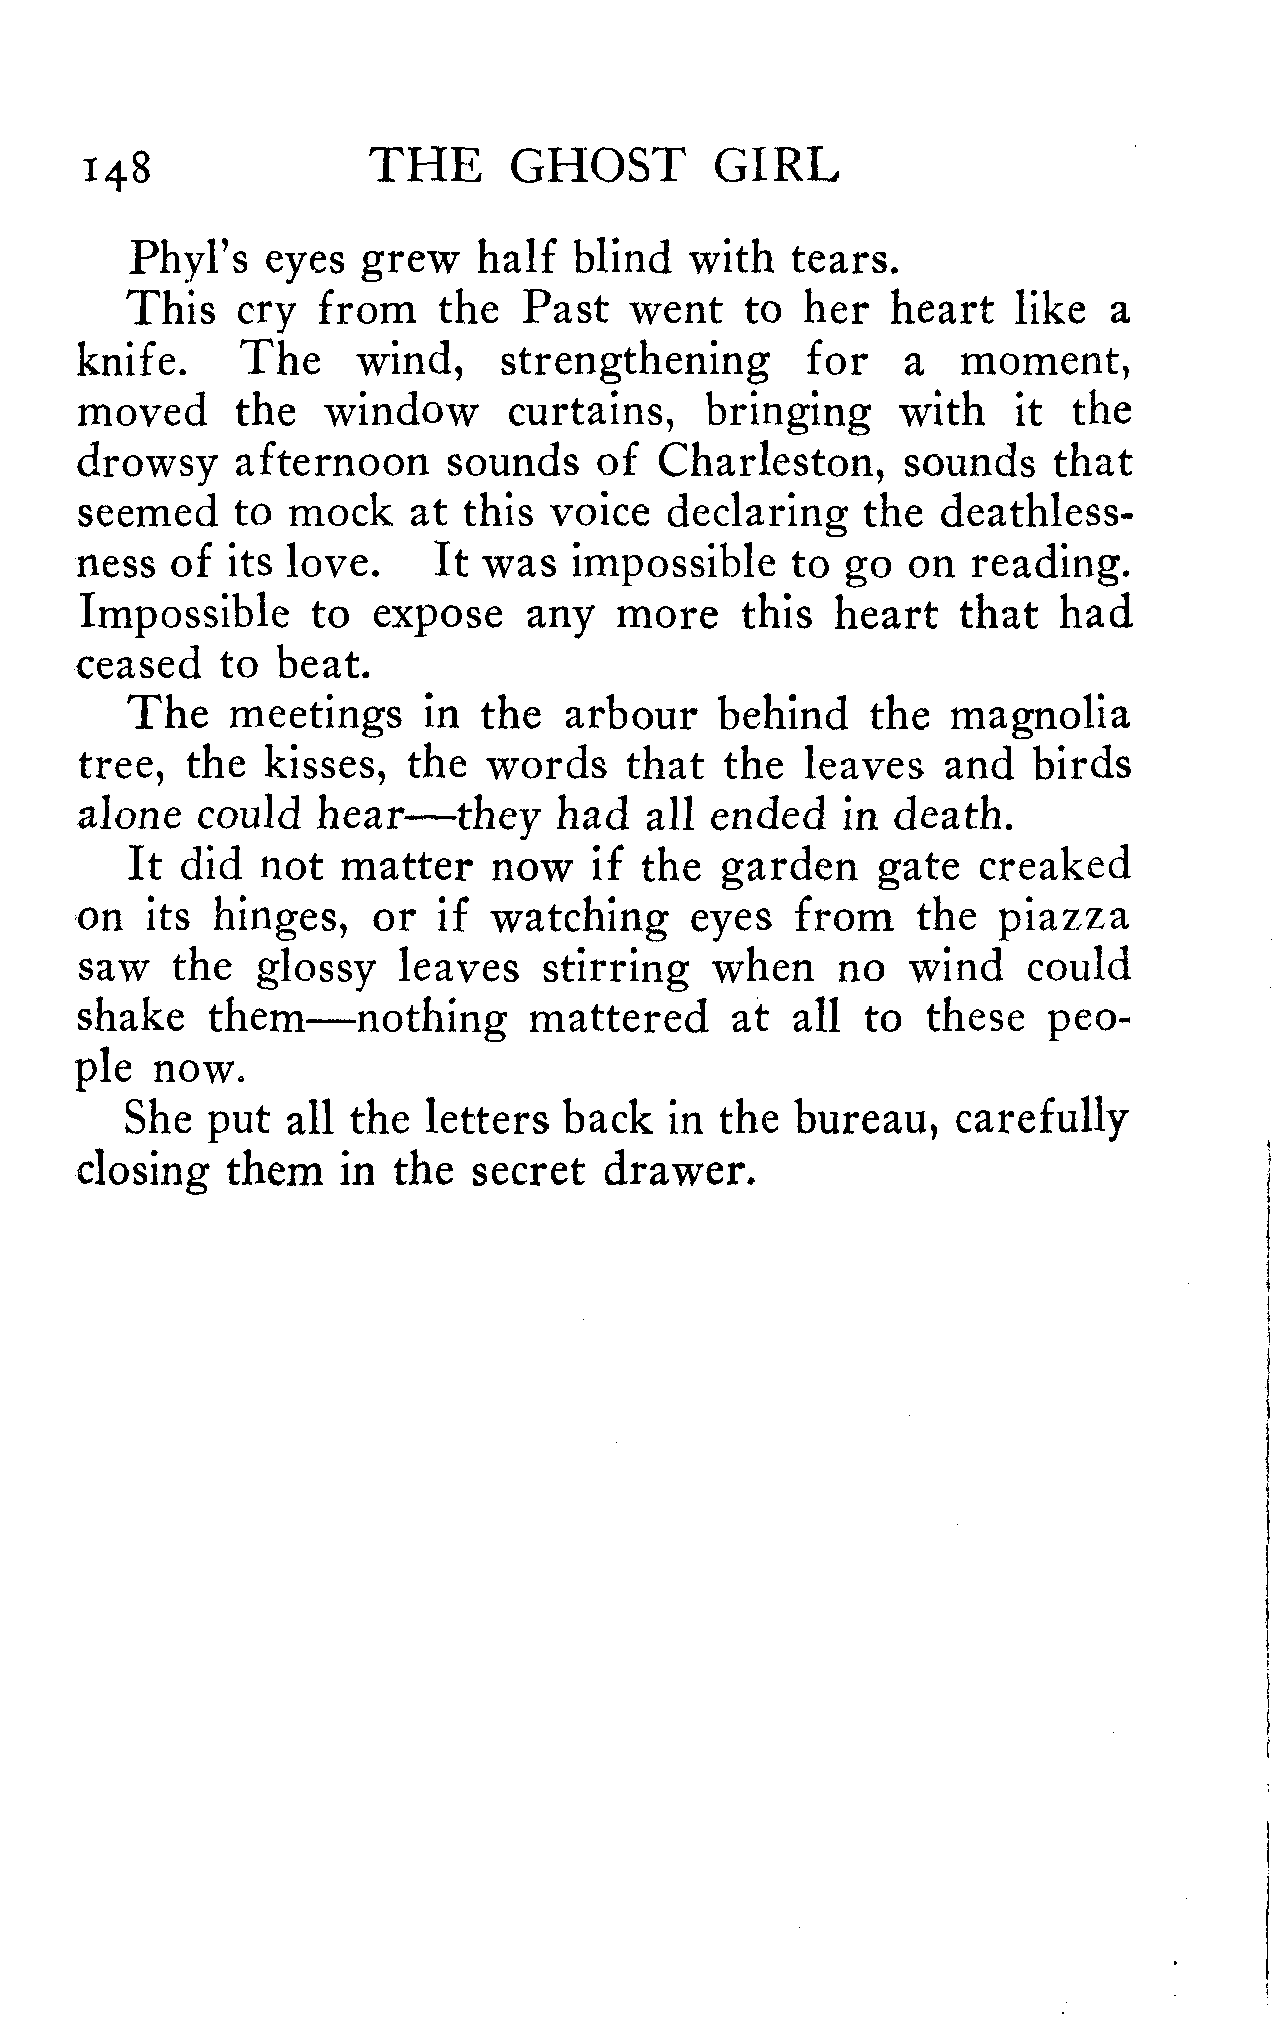 148 THE GHOST GIRL
Phyl's eyes grew half blind with tears.
This cry from the Past went to her heart like a
knife. The wind, strengthening for a moment,
moved the window curtains, bringing with it the
drowsy afternoon sounds of Charleston, sounds that
seemed to mock at this voice declaring the deathless-
ness of its love. It was impossible to go on reading.
Impossible to expose any more this heart that had
ceased to beat.
The meetings in the arbour behind the magnolia
tree, the kisses, the words that the leaves and birds
alone could hear—they had all ended in death.
It did not matter now if the garden gate creaked
on its hinges, or if watching eyes from the piazza
saw the glossy leaves stirring when no wind could
shake them—nothing mattered at all to these peo-
ple now.
She put all the letters back in the bureau, carefully
closing them in the secret drawer.